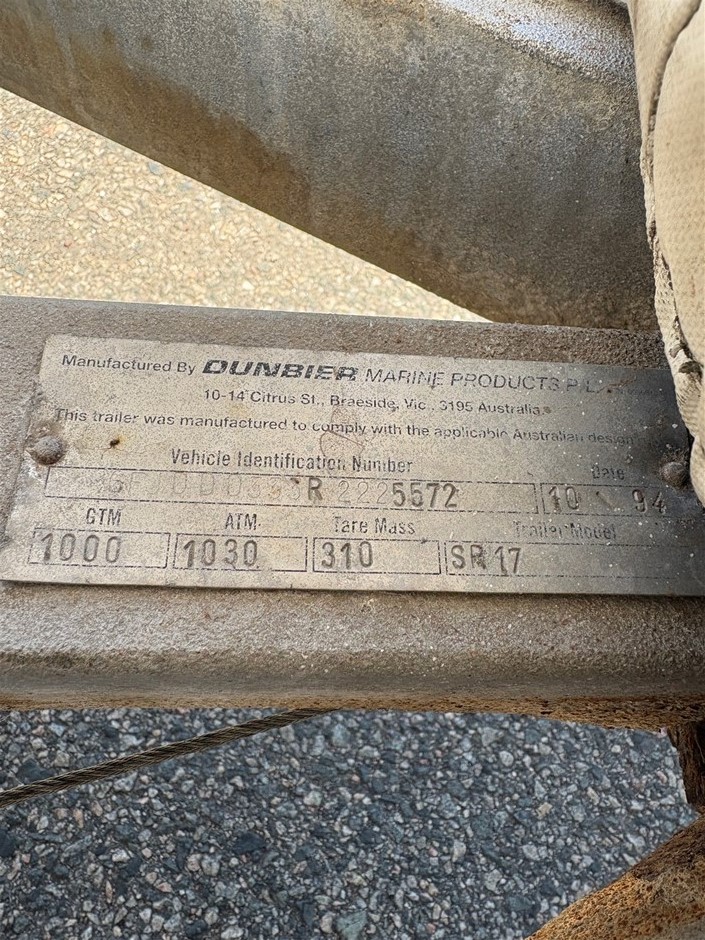 Manufactured By DUNBIER MARINE PRODUCTS P/L
10-14 Citrus St., Braeside, Vic., 3195 Australia.
This trailer was manufactured to comply with the applicable Australian design
Vehicle Identification Number Date
R 2225572 10 94
GTM ATM Tare Mass Trailer Model
1000 1030 310 SR17